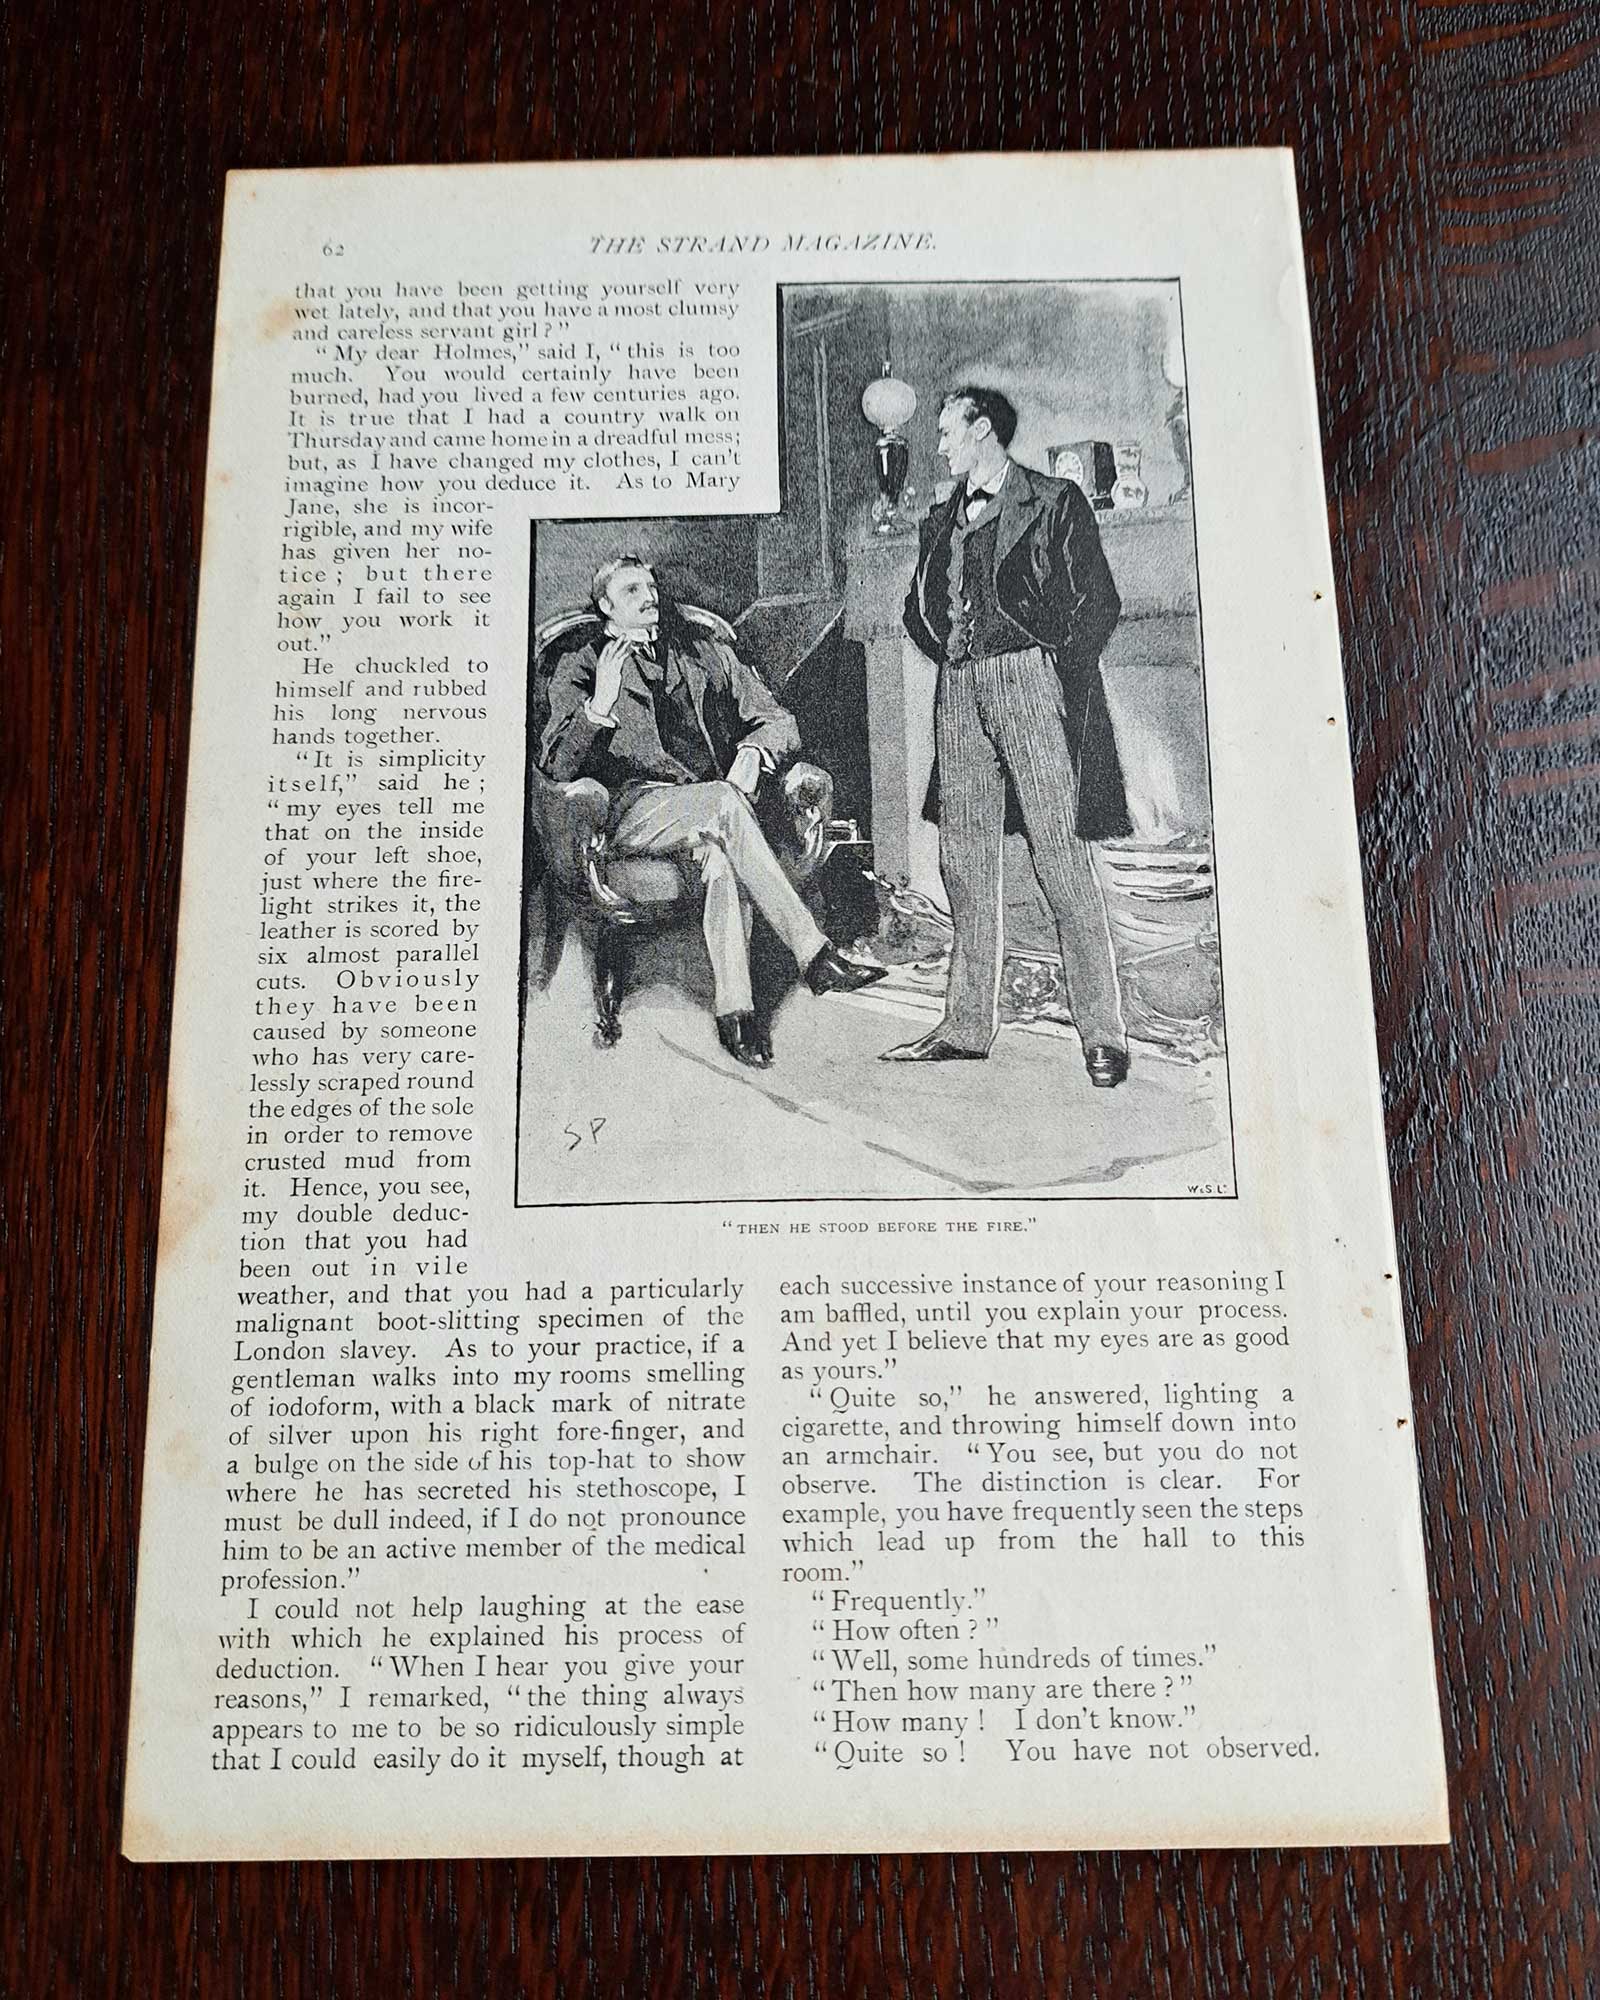 62
THE STRAND MAGAZINE.
that you have been getting yourself very
wet lately, and that you have a most clumsy
and careless servant girl?"
"My dear Holmes," said I, "this is too
much. You would certainly have been
burned, had you lived a few centuries ago.
It is true that I had a country walk on
Thursday and came home in a dreadful mess;
but, as I have changed my clothes, I can't
imagine how you deduce it. As to Mary
Jane, she is incor-
rigible, and my wife
has given her no-
tice; but there
again I fail to see
how you work it
out."
He chuckled to
himself and rubbed
his long nervous
hands together.
"It is simplicity
itself," said he;
"my eyes tell me
that on the inside
of your left shoe,
just where the fire-
light strikes it, the
leather is scored by
six almost parallel
cuts. Obviously
they have been
caused by someone
who has very care-
lessly scraped round
the edges of the sole
in order to remove
crusted mud from
it. Hence, you see,
my double deduc-
tion that you had
been out in vile
weather, and that you had a particularly
malignant boot-slitting specimen of the
London slavey. As to your practice, if a
gentleman walks into my rooms smelling
of iodoform, with a black mark of nitrate
of silver upon his right fore-finger, and
a bulge on the side of his top-hat to show
where he has secreted his stethoscope, I
must be dull indeed, if I do not pronounce
him to be an active member of the medical
profession."
I could not help laughing at the ease
with which he explained his process of
deduction. "When I hear you give your
reasons," I remarked, "the thing always
appears to me to be so ridiculously simple
that I could easily do it myself, though at
SP
W&S. Ld
"THEN HE STOOD BEFORE THE FIRE."
each successive instance of your reasoning I
am baffled, until you explain your process.
And yet I believe that my eyes are as good
as yours."
"Quite so," he answered, lighting a
cigarette, and throwing himself down into
an armchair. "You see, but you do not
observe. The distinction is clear. For
example, you have frequently seen the steps
which lead up from the hall to this
room."
"Frequently."
"How often?"
"Well, some hundreds of times."
"Then how many are there?"
"How many! I don't know."
"Quite so! You have not observed.